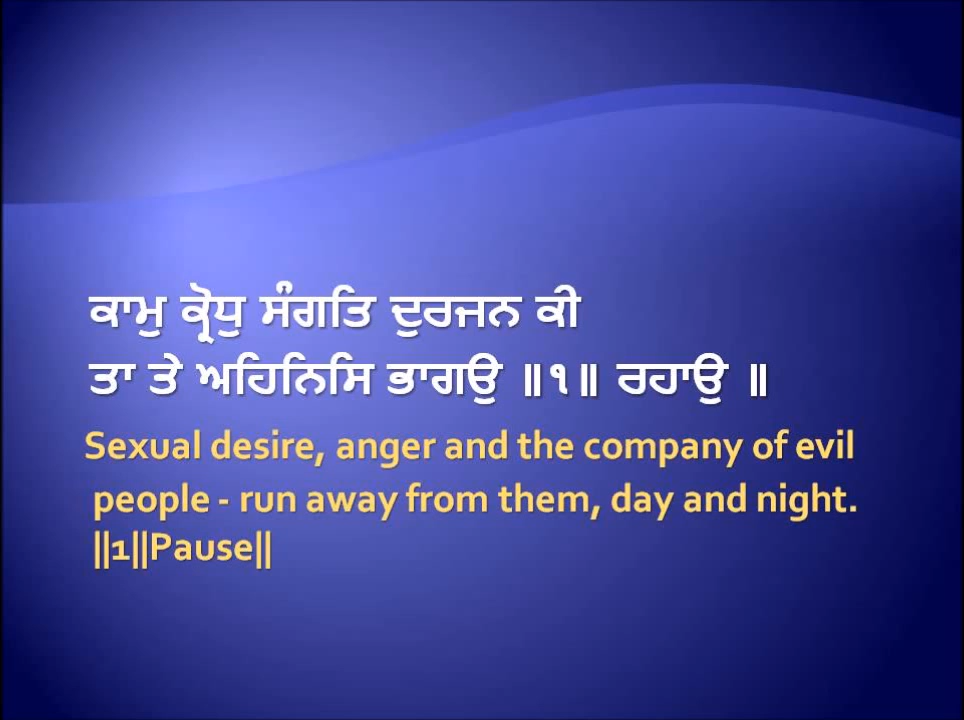 ਕਾਮੁ ਕ੍ਰੋਧੁ ਸੰਗਤਿ ਦੁਰਜਨ ਕੀ
ਤਾ ਤੇ ਅਹਿਨਿਸਿ ਭਾਗਉ ॥੧॥ ਰਹਾਉ ॥
Sexual desire, anger and the company of evil
people - run away from them, day and night.
||1||Pause||